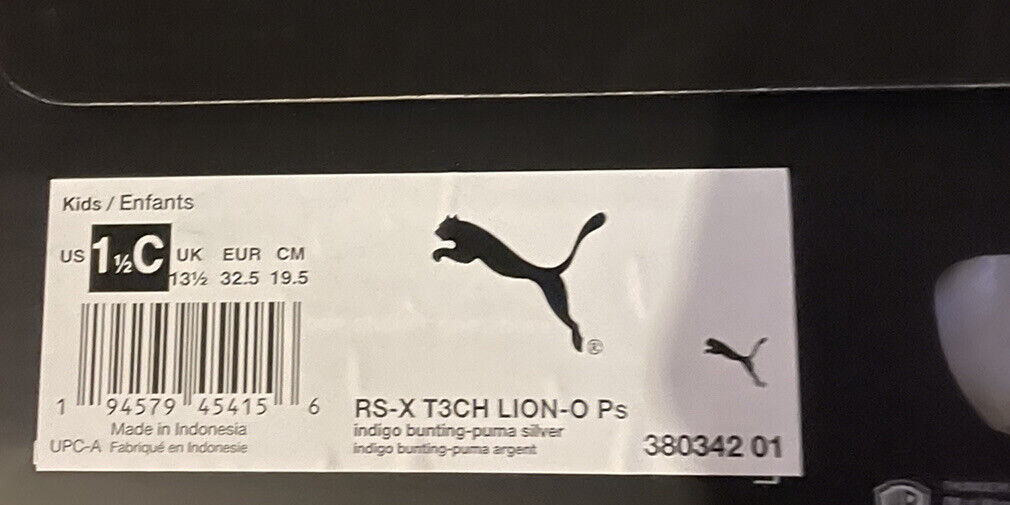 Kids / Enfants
US 1½C UK EUR CM
13½ 32.5 19.5
1 94579 45415 6
Made in Indonesia
UPC-A Fabriqué en Indonesie
®
RS-X T3CH LION-O Ps
indigo bunting-puma silver
indigo bunting-puma argent
380342 01